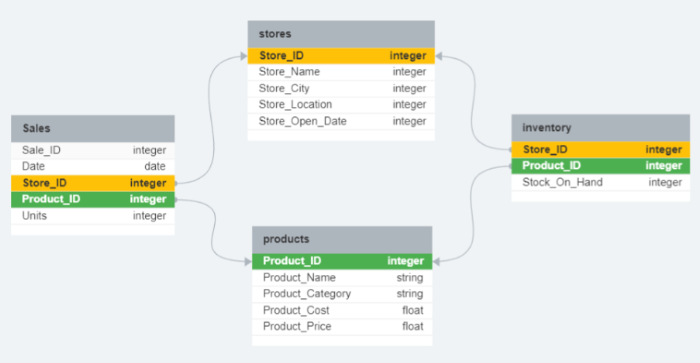 stores
Store_ID integer
Store_Name integer
Store_City integer
Store_Location integer
Store_Open_Date integer
Sales
Sale_ID integer
Date date
Store_ID integer
Product_ID integer
Units integer
inventory
Store_ID integer
Product_ID integer
Stock_On_Hand integer
products
Product_ID integer
Product_Name string
Product_Category string
Product_Cost float
Product_Price float